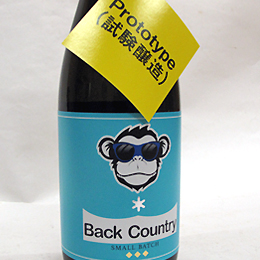 Prototype
(試験醸造)
Back Country
SMALL BATCH